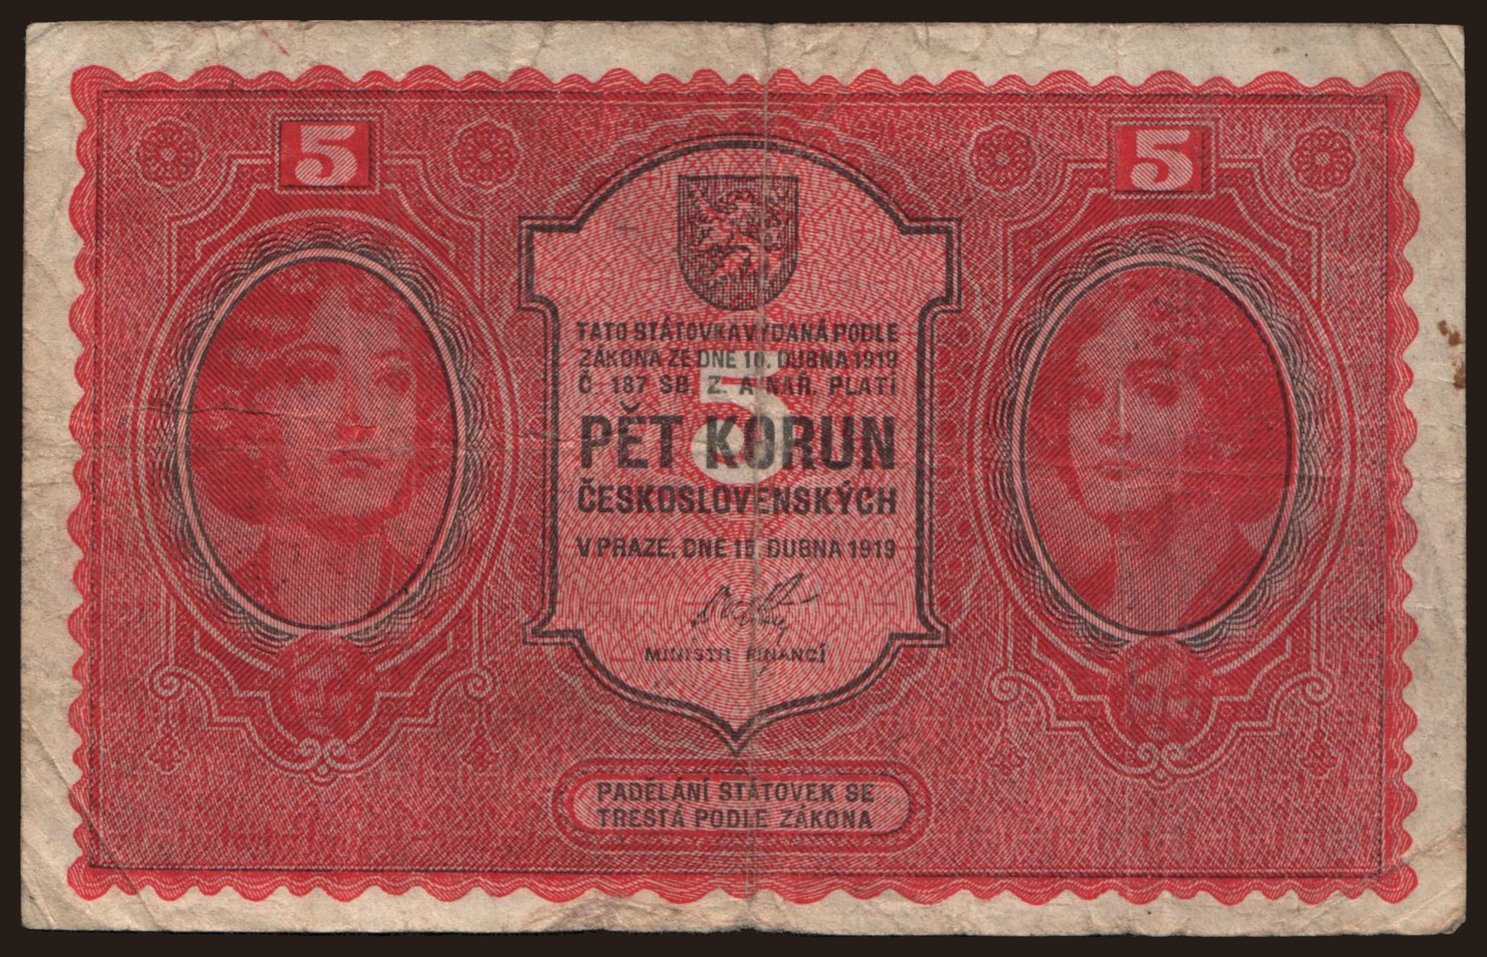 5 5
TATO STÁTOVKA VYDANÁ PODLE
ZÁKONA ZE DNE 10. DUBNA 1919
Č. 187 SB. Z. A NAŘ. PLATÍ
5
PĚT KORUN
ČESKOSLOVENSKÝCH
V PRAZE, DNE 15. DUBNA 1919
MINISTR FINANCÍ
PADĚLÁNÍ STÁTOVEK SE
TRESTÁ PODLE ZÁKONA